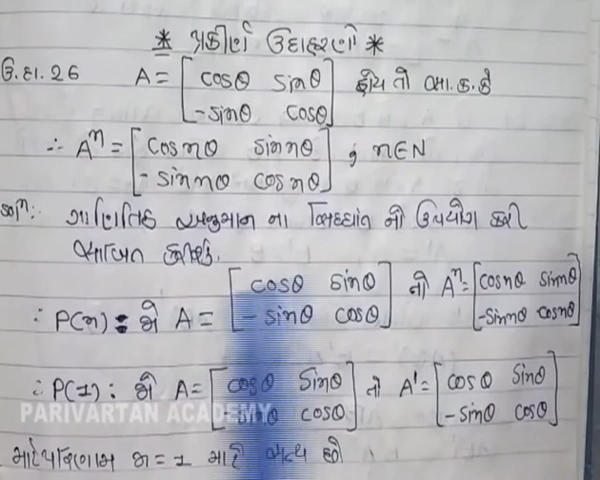 * પ્રકીર્ણ ઉદાહરણો *
ઉ.દા. 26 A = [cosθ sinθ -sinθ cosθ] હોય તો સા.ક.કે
∴ Aⁿ = [cos nθ sin nθ -sin nθ cos nθ] ; n∈N
ગાણિતિક અનુમાન ના સિદ્ધાંત નો ઉપયોગ કરી
સાબિત કરીશું.
∴ P(n) : જો A = [cosθ sinθ -sinθ cosθ] તો Aⁿ = [cosnθ sinnθ -sinnθ cosnθ]
∴ P(1) : જો A = [cosθ sinθ θ cosθ] તો A¹ = [cosθ sinθ -sinθ cosθ]
PARIVARTAN ACADEMY
માટે પરિણામ n = 1 માટે સત્ય છે